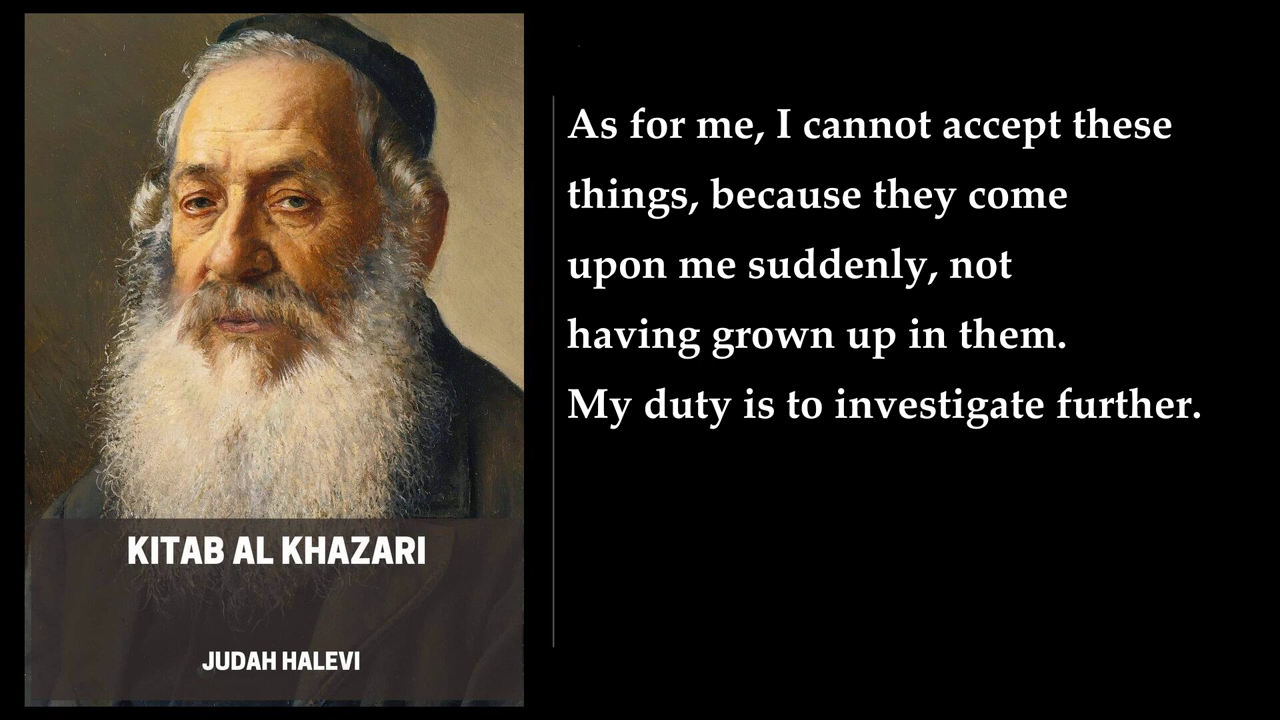 KITAB AL KHAZARI
JUDAH HALEVI
As for me, I cannot accept these
things, because they come
upon me suddenly, not
having grown up in them.
My duty is to investigate further.